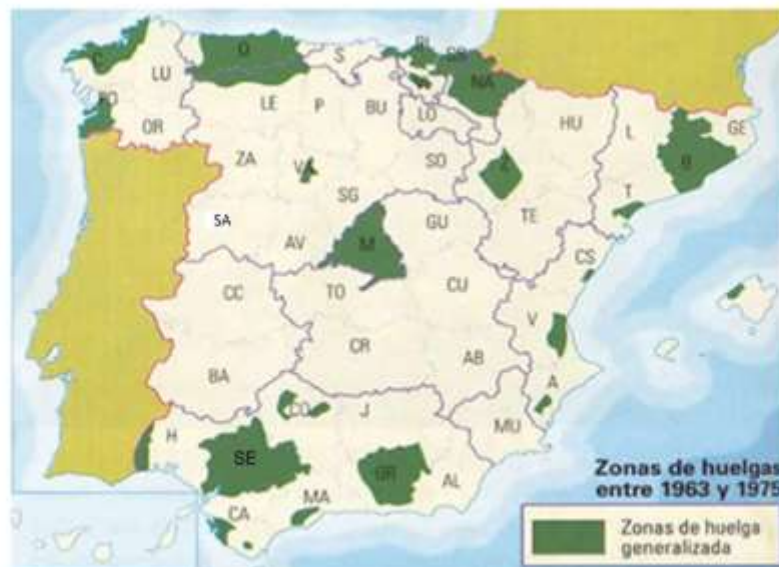 C
LU
O
S
BI
SS
NA
PO
OR
LE
P
BU
LO
HU
L
GE
B
ZA
VA
SO
Z
SG
T
TE
SA
AV
M
GU
CS
CC
TO
CU
V
CR
AB
BA
A
H
CO
J
MU
SE
GR
AL
CA
MA
Zonas de huelgas
entre 1963 y 1975
Zonas de huelga
generalizada